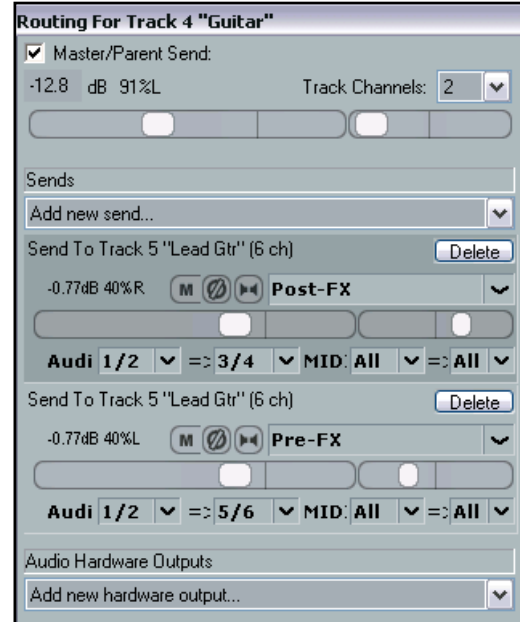 Routing For Track 4 "Guitar"
Master/Parent Send:
-12.8 dB 91%L Track Channels: 2
Sends
Add new send...
Send To Track 5 "Lead Gtr" (6 ch) Delete
-0.77dB 40%R M Post-FX
Audi 1/2 => 3/4 MID: All => All
Send To Track 5 "Lead Gtr" (6 ch) Delete
-0.77dB 40%L M Pre-FX
Audi 1/2 => 5/6 MID: All => All
Audio Hardware Outputs
Add new hardware output...